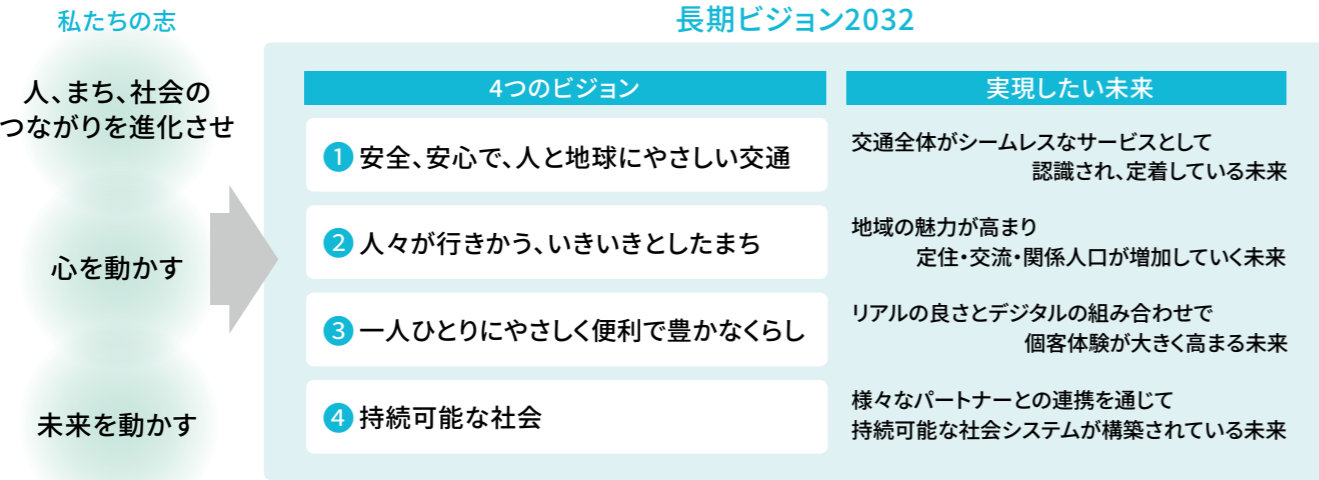 私たちの志
人、まち、社会の
つながりを進化させ
心を動かす
未来を動かす
長期ビジョン2032
4つのビジョン
実現したい未来
1 安全、安心で、人と地球にやさしい交通
交通全体がシームレスなサービスとして
認識され、定着している未来
2 人々が行きかう、いきいきとしたまち
地域の魅力が高まり
定住・交流・関係人口が増加していく未来
3 一人ひとりにやさしく便利で豊かなくらし
リアルの良さとデジタルの組み合わせで
個客体験が大きく高まる未来
4 持続可能な社会
様々なパートナーとの連携を通じて
持続可能な社会システムが構築されている未来